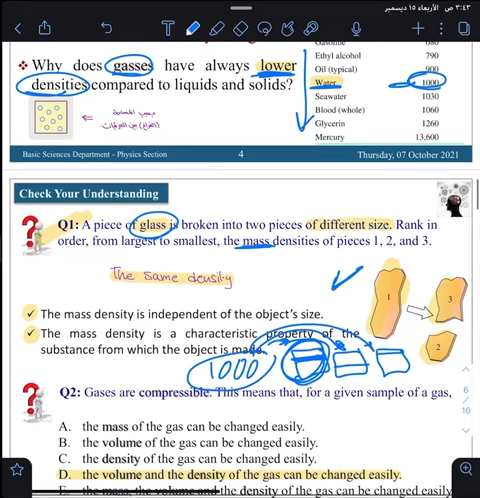 ٣:٤٣ ص الأربعاء ١٥ ديسمبر
Gasoline 680
❖ Why does gasses have always lower
densities compared to liquids and solids?
Ethyl alcohol 790
Oil (typical) 900
Water 1000
Seawater 1030
Blood (whole) 1060
Glycerin 1260
Mercury 13,600
بسبب المسافة
Basic Sciences Department - Physics Section 4 Thursday, 07 October 2021
Check Your Understanding
Q1: A piece of glass is broken into two pieces of different size. Rank in
order, from largest to smallest, the mass densities of pieces 1, 2, and 3.
The same density
1
3
2
✓ The mass density is independent of the object's size.
✓ The mass density is a characteristic property of the
substance from which the object is made.
1000
Q2: Gases are compressible. This means that, for a given sample of a gas,
A. the mass of the gas can be changed easily.
B. the volume of the gas can be changed easily.
C. the density of the gas can be changed easily.
D. the volume and the density of the gas can be changed easily.
E. the mass, the volume and the density of the gas can be changed easily
6
16